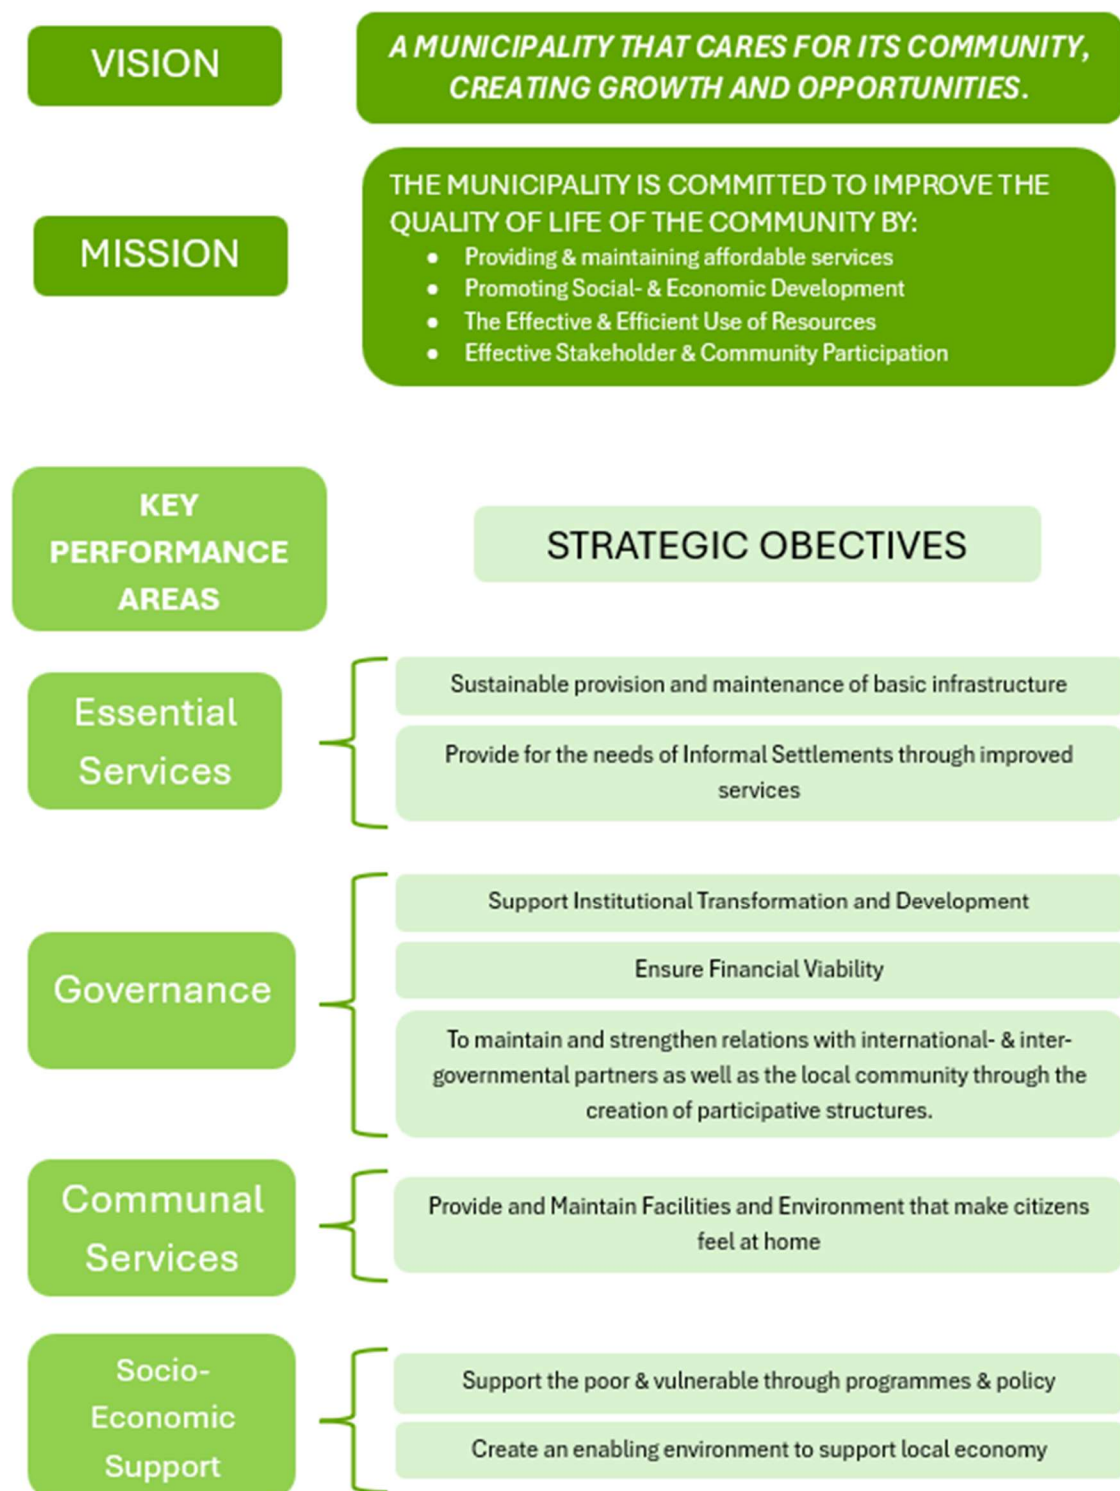 VISION
A MUNICIPALITY THAT CARES FOR ITS COMMUNITY,
CREATING GROWTH AND OPPORTUNITIES.
MISSION
THE MUNICIPALITY IS COMMITTED TO IMPROVE THE
QUALITY OF LIFE OF THE COMMUNITY BY:
• Providing & maintaining affordable services
• Promoting Social- & Economic Development
• The Effective & Efficient Use of Resources
• Effective Stakeholder & Community Participation
KEY
PERFORMANCE
AREAS
STRATEGIC OBECTIVES
Essential
Services
Sustainable provision and maintenance of basic infrastructure
Provide for the needs of Informal Settlements through improved
services
Governance
Support Institutional Transformation and Development
Ensure Financial Viability
To maintain and strengthen relations with international- & inter-
governmental partners as well as the local community through the
creation of participative structures.
Communal
Services
Provide and Maintain Facilities and Environment that make citizens
feel at home
Socio-
Economic
Support
Support the poor & vulnerable through programmes & policy
Create an enabling environment to support local economy